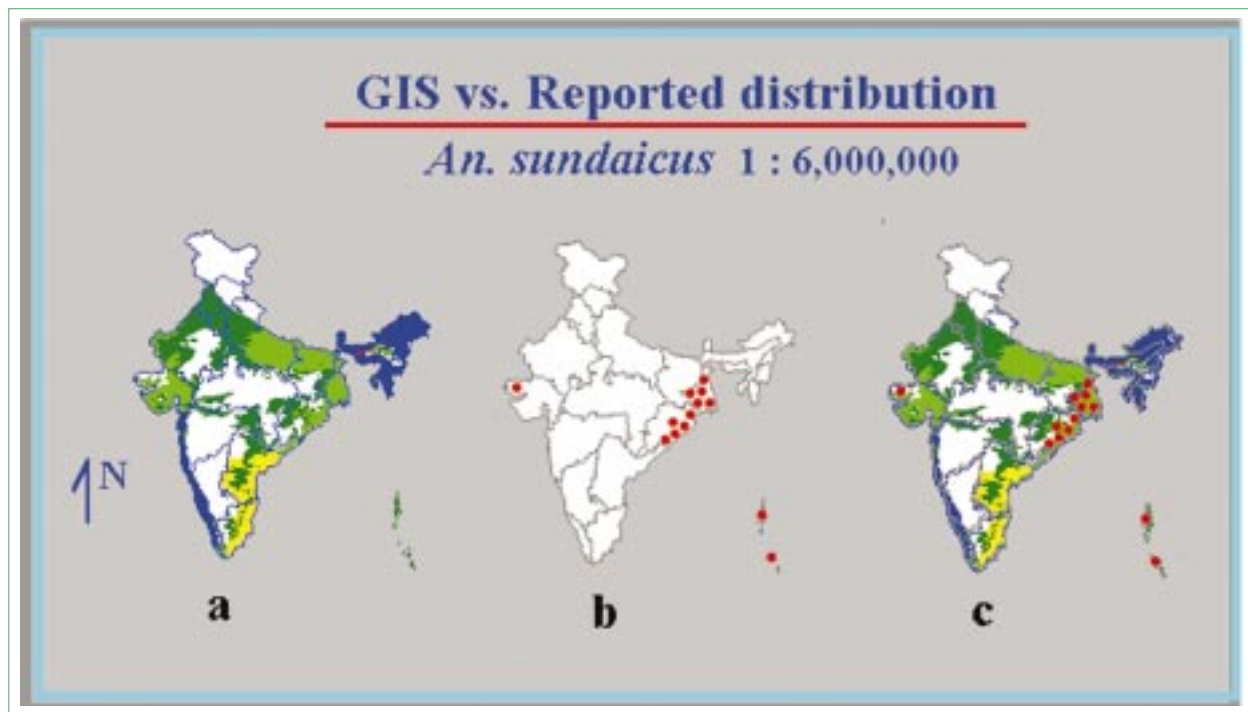 GIS vs. Reported distribution
An. sundaicus 1 : 6,000,000
N
a
b
c